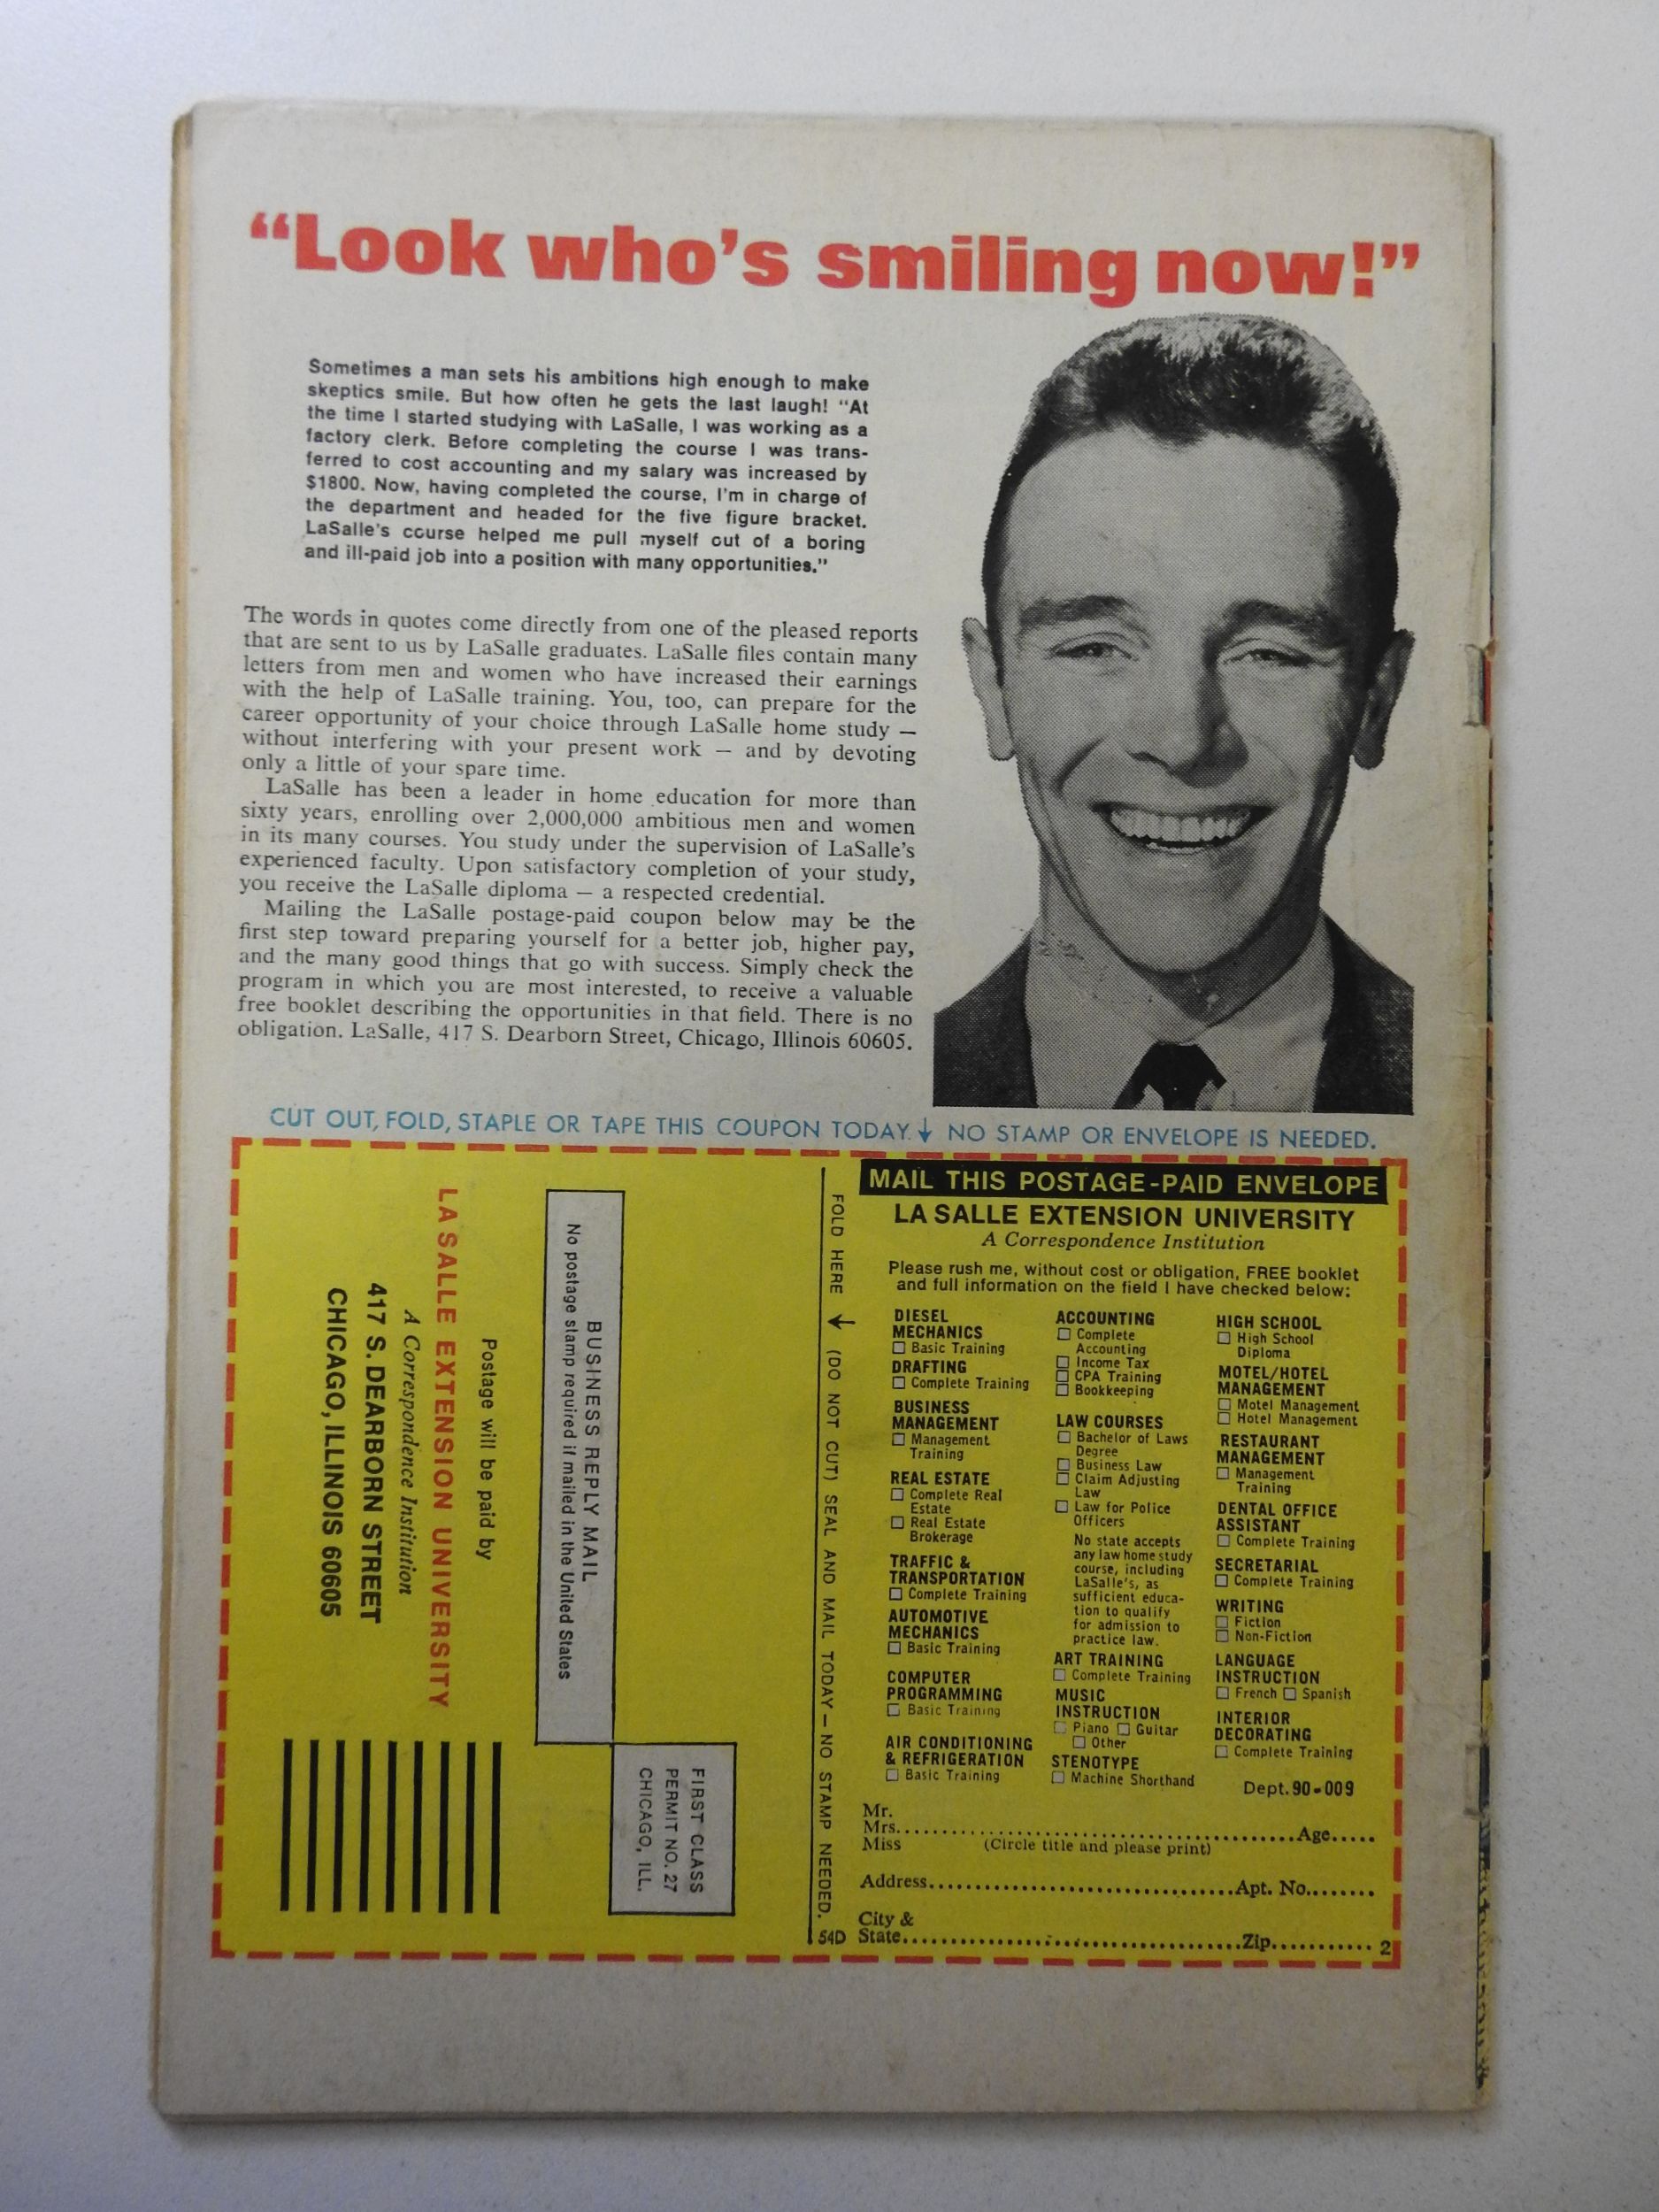 “Look who’s smiling now!”
Sometimes a man sets his ambitions high enough to make
skeptics smile. But how often he gets the last laugh! “At
the time I started studying with LaSalle, I was working as a
factory clerk. Before completing the course I was trans-
ferred to cost accounting and my salary was increased by
$1800. Now, having completed the course, I’m in charge of
the department and headed for the five figure bracket.
LaSalle’s course helped me pull myself out of a boring
and ill-paid job into a position with many opportunities.”
The words in quotes come directly from one of the pleased reports
that are sent to us by LaSalle graduates. LaSalle files contain many
letters from men and women who have increased their earnings
with the help of LaSalle training. You, too, can prepare for the
career opportunity of your choice through LaSalle home study —
without interfering with your present work — and by devoting
only a little of your spare time.
LaSalle has been a leader in home education for more than
sixty years, enrolling over 2,000,000 ambitious men and women
in its many courses. You study under the supervision of LaSalle’s
experienced faculty. Upon satisfactory completion of your study,
you receive the LaSalle diploma — a respected credential.
Mailing the LaSalle postage-paid coupon below may be the
first step toward preparing yourself for a better job, higher pay,
and the many good things that go with success. Simply check the
program in which you are most interested, to receive a valuable
free booklet describing the opportunities in that field. There is no
obligation. LaSalle, 417 S. Dearborn Street, Chicago, Illinois 60605.
CUT OUT, FOLD, STAPLE OR TAPE THIS COUPON TODAY.↓ NO STAMP OR ENVELOPE IS NEEDED.
FIRST CLASS
PERMIT NO. 27
CHICAGO, ILL.
BUSINESS REPLY MAIL
No postage stamp required if mailed in the United States
Postage will be paid by
LA SALLE EXTENSION UNIVERSITY
A Correspondence Institution
417 S. DEARBORN STREET
CHICAGO, ILLINOIS 60605
FOLD HERE ↓ (DO NOT CUT) SEAL AND MAIL TODAY — NO STAMP NEEDED.
54D
MAIL THIS POSTAGE-PAID ENVELOPE
LA SALLE EXTENSION UNIVERSITY
A Correspondence Institution
Please rush me, without cost or obligation, FREE booklet
and full information on the field I have checked below:
DIESEL
MECHANICS
☐ Basic Training
DRAFTING
☐ Complete Training
BUSINESS
MANAGEMENT
☐ Management
Training
REAL ESTATE
☐ Complete Real
Estate
☐ Real Estate
Brokerage
TRAFFIC &
TRANSPORTATION
☐ Complete Training
AUTOMOTIVE
MECHANICS
☐ Basic Training
COMPUTER
PROGRAMMING
☐ Basic Training
AIR CONDITIONING
& REFRIGERATION
☐ Basic Training
ACCOUNTING
☐ Complete
Accounting
☐ Income Tax
☐ CPA Training
☐ Bookkeeping
LAW COURSES
☐ Bachelor of Laws
Degree
☐ Business Law
☐ Claim Adjusting
Law
☐ Law for Police
Officers
No state accepts
any law home study
course, including
LaSalle’s, as
sufficient educa-
tion to qualify
for admission to
practice law.
ART TRAINING
☐ Complete Training
MUSIC
INSTRUCTION
☐ Piano ☐ Guitar
☐ Other
STENOTYPE
☐ Machine Shorthand
HIGH SCHOOL
☐ High School
Diploma
MOTEL/HOTEL
MANAGEMENT
☐ Motel Management
☐ Hotel Management
RESTAURANT
MANAGEMENT
☐ Management
Training
DENTAL OFFICE
ASSISTANT
☐ Complete Training
SECRETARIAL
☐ Complete Training
WRITING
☐ Fiction
☐ Non-Fiction
LANGUAGE
INSTRUCTION
☐ French ☐ Spanish
INTERIOR
DECORATING
☐ Complete Training
Dept. 90-009
Mr.
Mrs..........Age.....
Miss (Circle title and please print)
Address..........Apt. No........
City &
State..........Zip........... 2